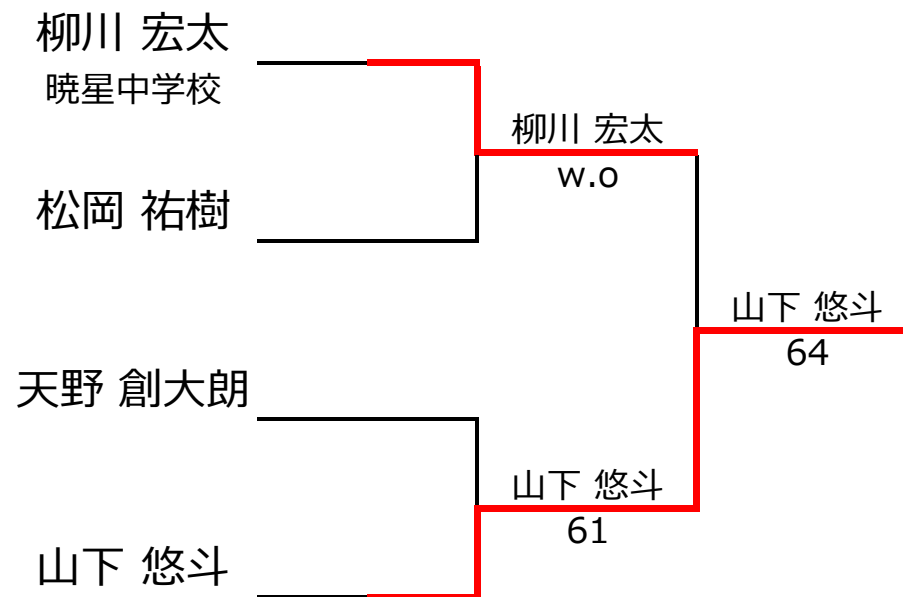 柳川 宏太
暁星中学校
柳川 宏太
w.o
松岡 祐樹
山下 悠斗
64
天野 創大朗
山下 悠斗
61
山下 悠斗